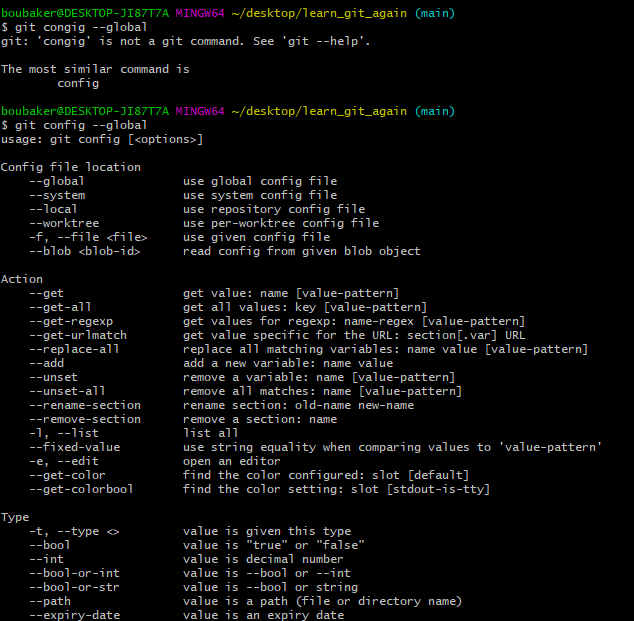 boubaker@DESKTOP-JI87T7A MINGW64 ~/desktop/learn_git_again (main)
$ git congig --global
git: 'congig' is not a git command. See 'git --help'.

The most similar command is
        config

boubaker@DESKTOP-JI87T7A MINGW64 ~/desktop/learn_git_again (main)
$ git config --global
usage: git config [<options>]

Config file location
    --global              use global config file
    --system              use system config file
    --local               use repository config file
    --worktree            use per-worktree config file
    -f, --file <file>     use given config file
    --blob <blob-id>      read config from given blob object

Action
    --get                 get value: name [value-pattern]
    --get-all             get all values: key [value-pattern]
    --get-regexp          get values for regexp: name-regex [value-pattern]
    --get-urlmatch        get value specific for the URL: section[.var] URL
    --replace-all         replace all matching variables: name value [value-pattern]
    --add                 add a new variable: name value
    --unset               remove a variable: name [value-pattern]
    --unset-all           remove all matches: name [value-pattern]
    --rename-section      rename section: old-name new-name
    --remove-section      remove a section: name
    -l, --list            list all
    --fixed-value         use string equality when comparing values to 'value-pattern'
    -e, --edit            open an editor
    --get-color           find the color configured: slot [default]
    --get-colorbool       find the color setting: slot [stdout-is-tty]

Type
    -t, --type <>         value is given this type
    --bool                value is "true" or "false"
    --int                 value is decimal number
    --bool-or-int         value is --bool or --int
    --bool-or-str         value is --bool or string
    --path                value is a path (file or directory name)
    --expiry-date         value is an expiry date